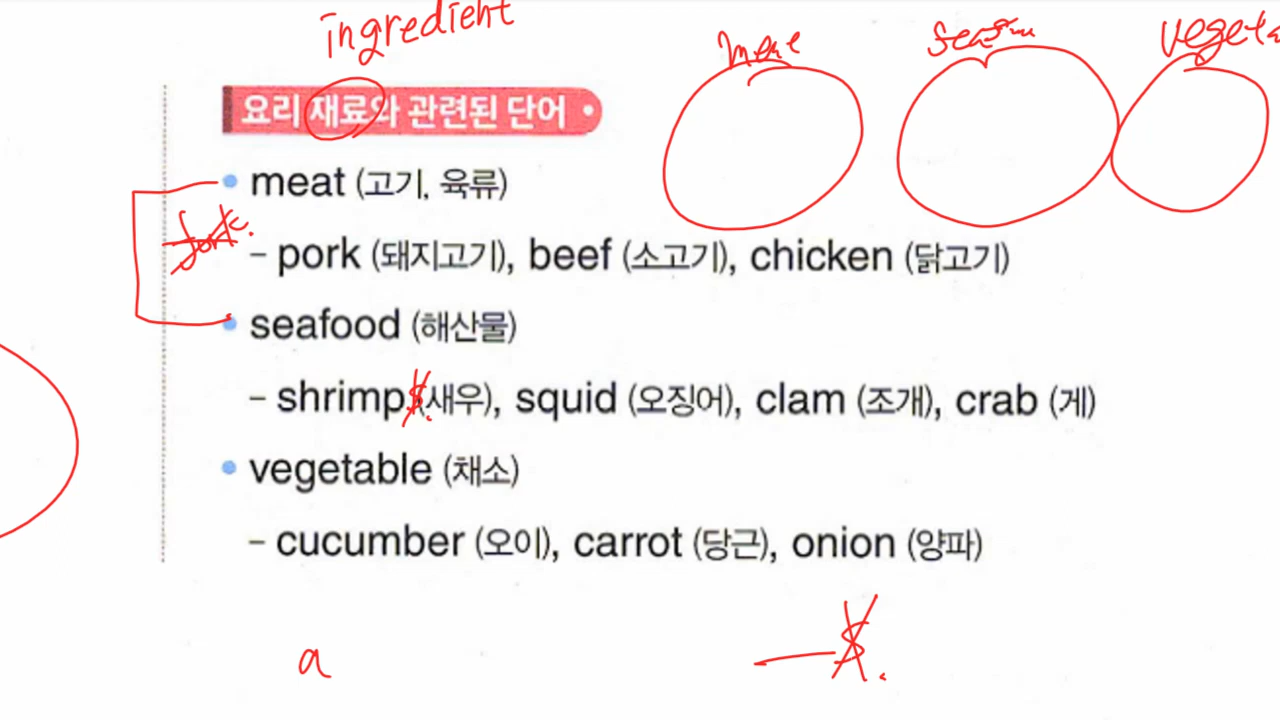 ingredient
meat
요리 재료와 관련된 단어
• meat (고기, 육류)
– pork (돼지고기), beef (소고기), chicken (닭고기)
• seafood (해산물)
– shrimp (새우), squid (오징어), clam (조개), crab (게)
• vegetable (채소)
– cucumber (오이), carrot (당근), onion (양파)
a